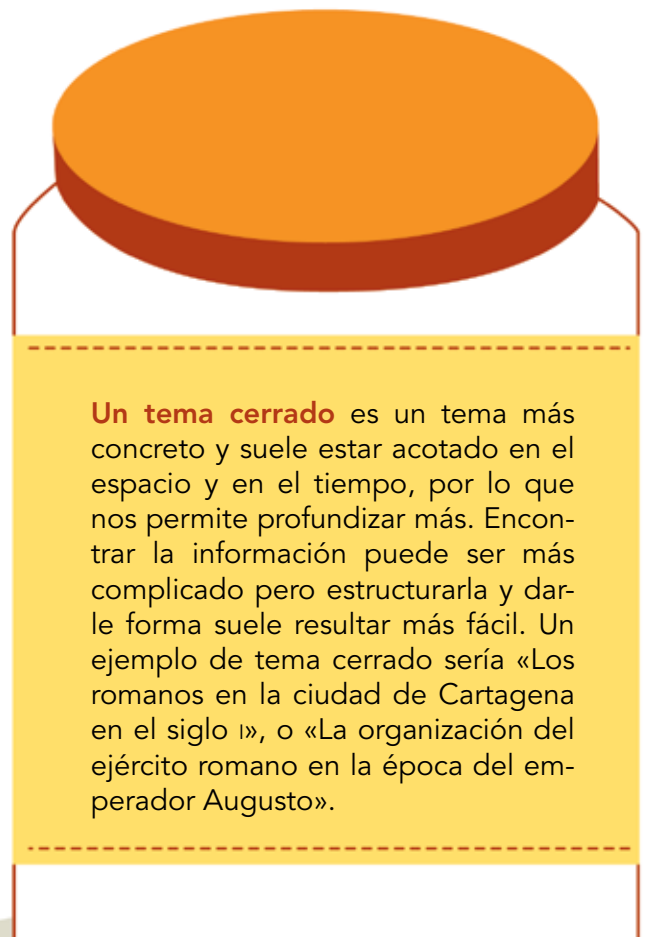 Un tema cerrado es un tema más
concreto y suele estar acotado en el
espacio y en el tiempo, por lo que
nos permite profundizar más. Encon-
trar la información puede ser más
complicado pero estructurarla y dar-
le forma suele resultar más fácil. Un
ejemplo de tema cerrado sería «Los
romanos en la ciudad de Cartagena
en el siglo I», o «La organización del
ejército romano en la época del em-
perador Augusto».